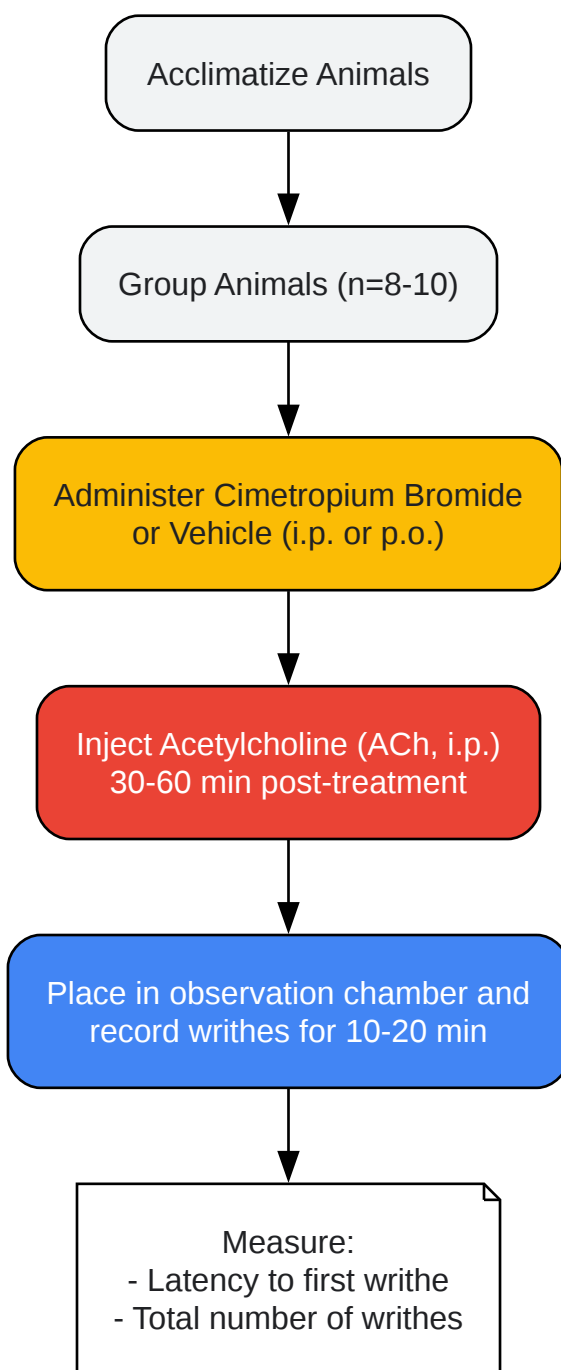 Acclimatize Animals
Group Animals (n=8-10)
Administer Cimetropium Bromide
or Vehicle (i.p. or p.o.)
Inject Acetylcholine (ACh, i.p.)
30-60 min post-treatment
Place in observation chamber and
record writhes for 10-20 min
Measure:
- Latency to first writhe
- Total number of writhes